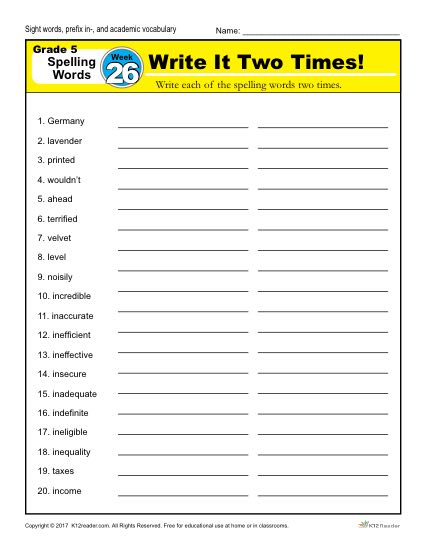 Sight words, prefix in-, and academic vocabulary
Name:
Grade 5
Spelling
Words
Week
26
Write It Two Times!
Write each of the spelling words two times.
1. Germany
2. lavender
3. printed
4. wouldn't
5. ahead
6. terrified
7. velvet
8. level
9. noisily
10. incredible
11. inaccurate
12. inefficient
13. ineffective
14. insecure
15. inadequate
16. indefinite
17. ineligible
18. inequality
19. taxes
20. income
Copyright © 2017 K12reader.com. All Rights Reserved. Free for educational use at home or in classrooms.
K12Reader